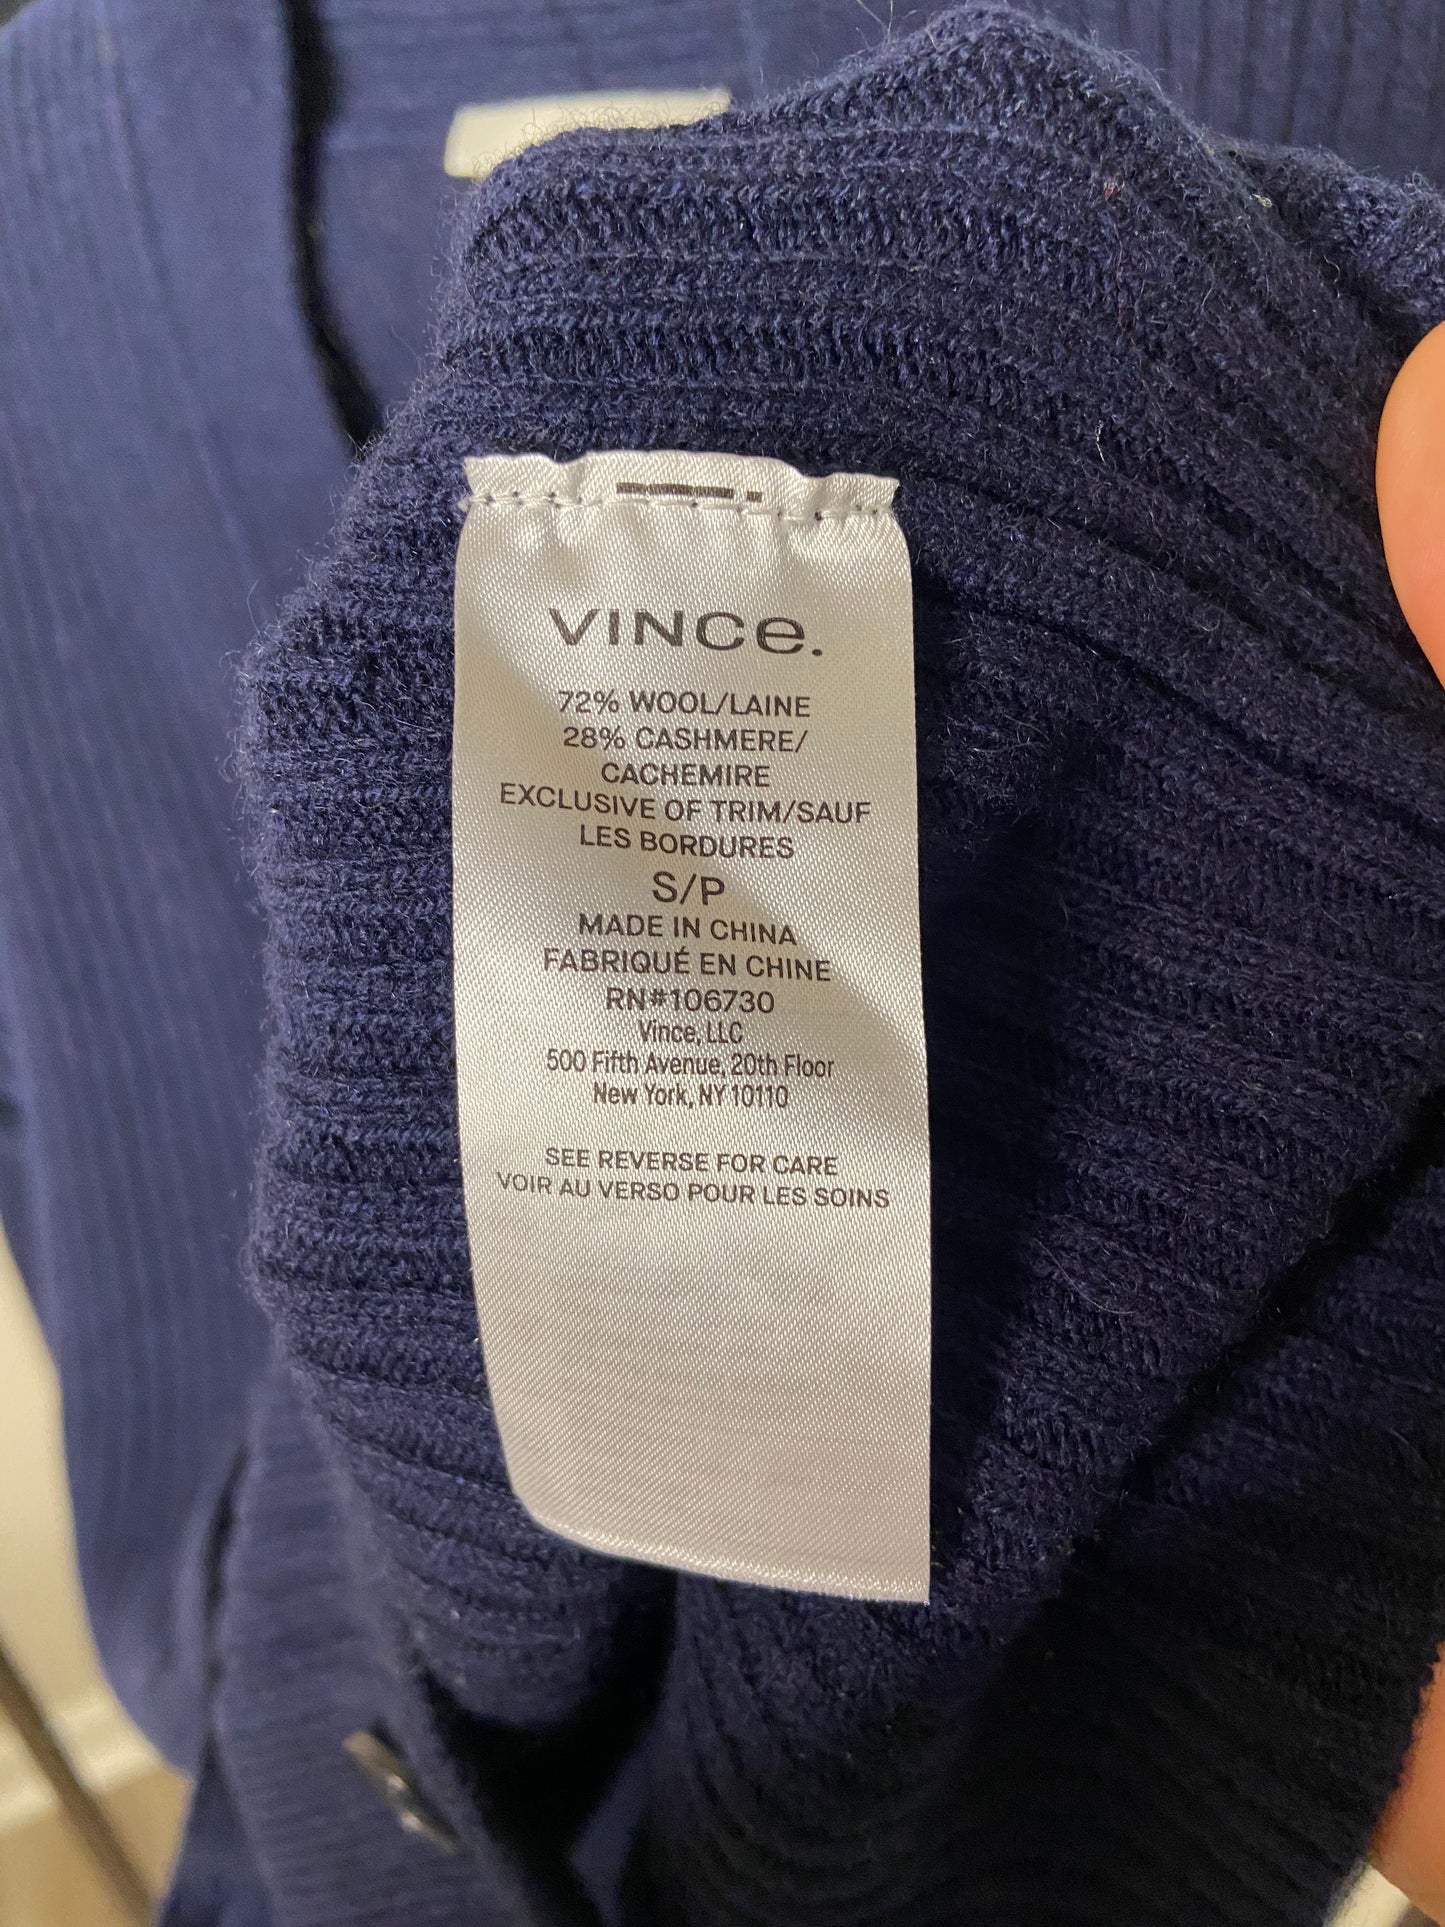 VINCe.
72% WOOL/LAINE
28% CASHMERE/
CACHEMIRE
EXCLUSIVE OF TRIM/SAUF
LES BORDURES
S/P
MADE IN CHINA
FABRIQUÉ EN CHINE
RN#106730
Vince, LLC
500 Fifth Avenue, 20th Floor
New York, NY 10110
SEE REVERSE FOR CARE
VOIR AU VERSO POUR LES SOINS